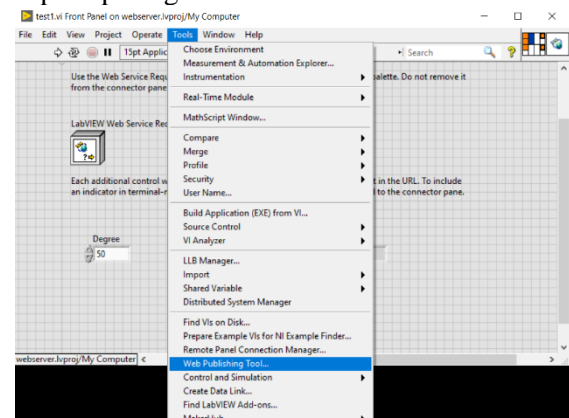 test1.vi Front Panel on webserver.lvproj/My Computer
File Edit View Project Operate Tools Window Help
15pt Applic
Search
Use the Web Service Requ
alette. Do not remove it
from the connector pane
LabVIEW Web Service Rec
Each additional control w
t in the URL. To include
an indicator in terminal-r
l to the connector pane.
Degree
50
Choose Environment
Measurement & Automation Explorer...
Instrumentation
Real-Time Module
MathScript Window...
Compare
Merge
Profile
Security
User Name...
Build Application (EXE) from VI...
Source Control
VI Analyzer
LLB Manager...
Import
Shared Variable
Distributed System Manager
Find VIs on Disk...
Prepare Example VIs for NI Example Finder...
Remote Panel Connection Manager...
Web Publishing Tool...
Control and Simulation
Create Data Link...
Find LabVIEW Add-ons...
webserver.lvproj/My Computer